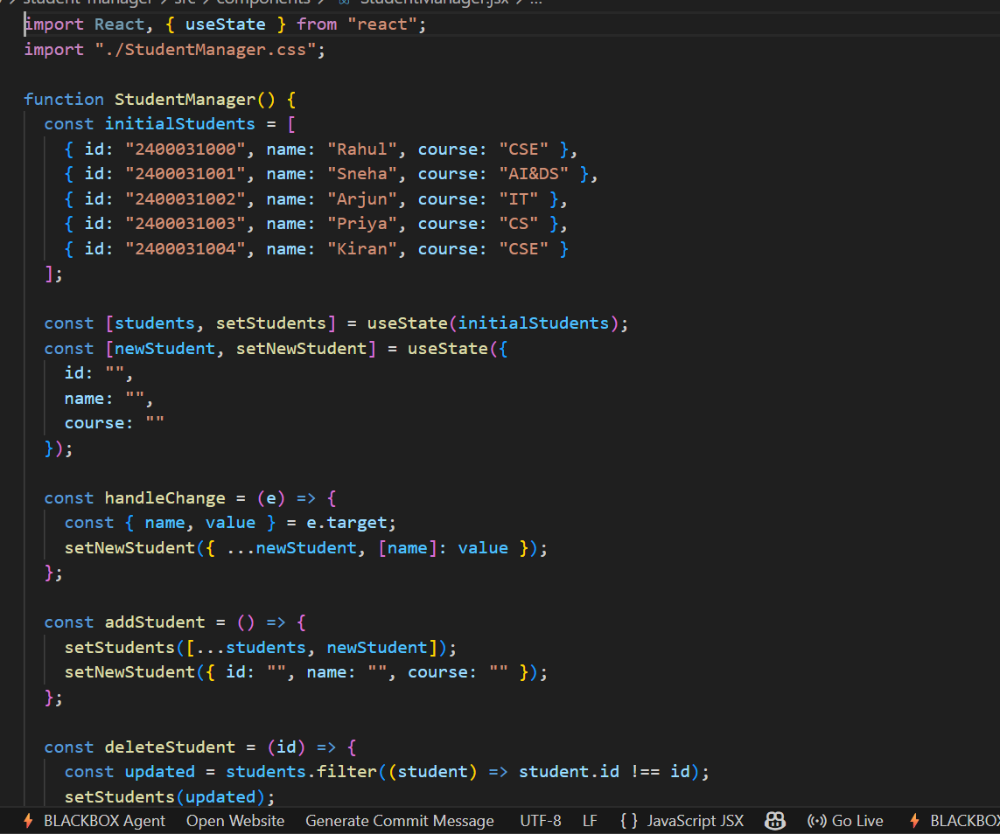 student-manager > src > components > StudentManager.jsx > ...
import React, { useState } from "react";
import "./StudentManager.css";

function StudentManager() {
  const initialStudents = [
    { id: "2400031000", name: "Rahul", course: "CSE" },
    { id: "2400031001", name: "Sneha", course: "AI&DS" },
    { id: "2400031002", name: "Arjun", course: "IT" },
    { id: "2400031003", name: "Priya", course: "CS" },
    { id: "2400031004", name: "Kiran", course: "CSE" }
  ];

  const [students, setStudents] = useState(initialStudents);
  const [newStudent, setNewStudent] = useState({
    id: "",
    name: "",
    course: ""
  });

  const handleChange = (e) => {
    const { name, value } = e.target;
    setNewStudent({ ...newStudent, [name]: value });
  };

  const addStudent = () => {
    setStudents([...students, newStudent]);
    setNewStudent({ id: "", name: "", course: "" });
  };

  const deleteStudent = (id) => {
    const updated = students.filter((student) => student.id !== id);
    setStudents(updated);
BLACKBOX Agent Open Website Generate Commit Message UTF-8 LF { } JavaScript JSX Go Live BLACKBOX